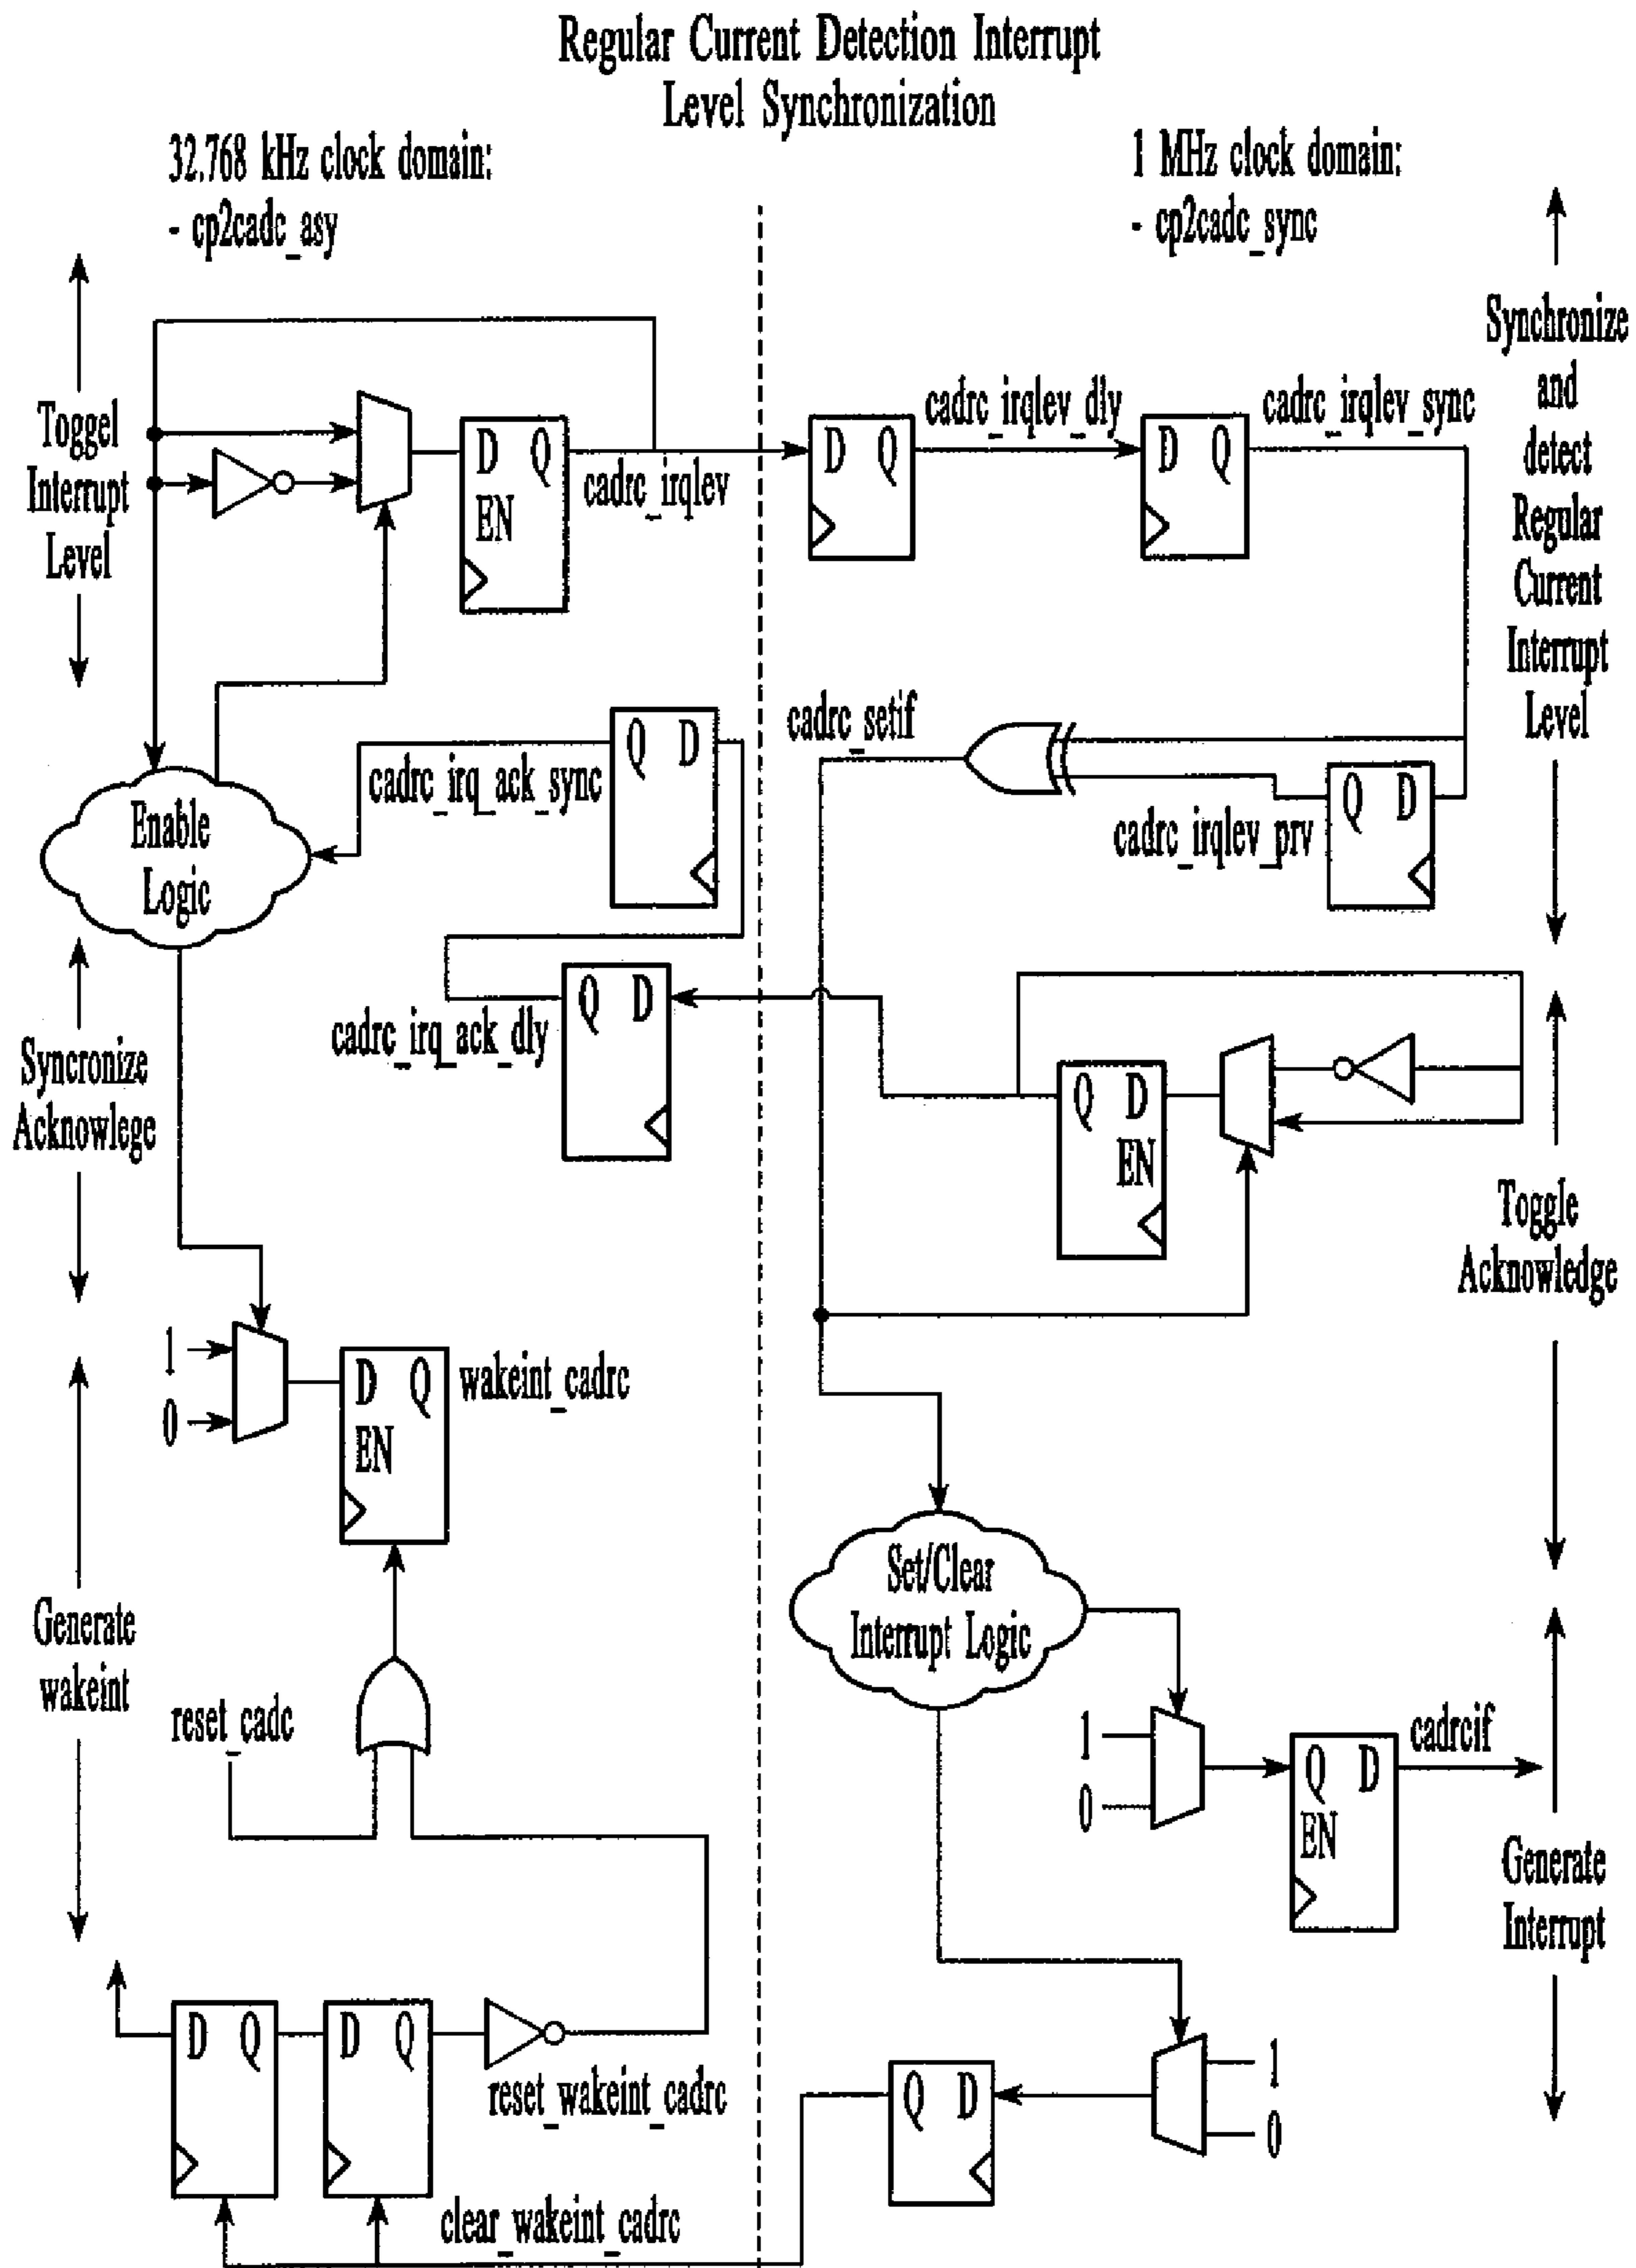 Regular Current Detection Interrupt
Level Synchronization
32.768 kHz clock domain:
- cp2cadc_asy
1 MHz clock domain:
- cp2cadc_sync
Toggel
Interrupt
Level
D Q
EN
cadrc_irqlev
D Q
cadrc_irqlev_dly
D Q
cadrc_irqlev_sync
Synchronize
and
detect
Regular
Current
Interrupt
Level
Enable
Logic
cadrc_irq_ack_sync
Q D
cadrc_setif
cadrc_irqlev_prv
Q D
Syncronize
Acknowlege
cadrc_irq_ack_dly
Q D
Q D
EN
Toggle
Acknowledge
1
0
D Q
EN
wakeint_cadrc
Generate
wakeint
reset_cadc
Set/Clear
Interrupt Logic
1
0
Q D
EN
cadrcif
Generate
Interrupt
D Q
D Q
reset_wakeint_cadrc
clear_wakeint_cadrc
Q D
1
0